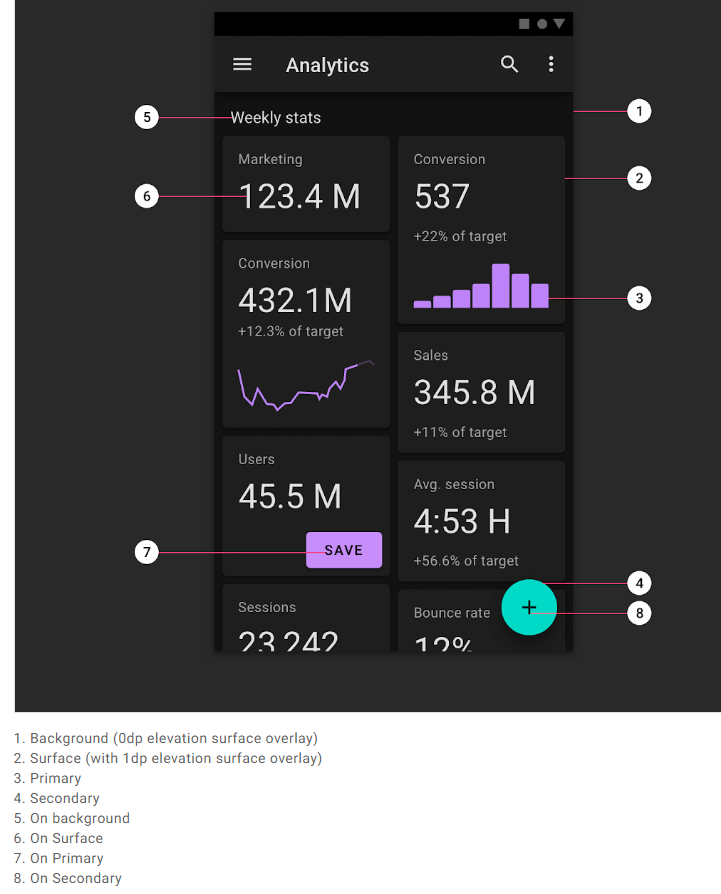 Analytics
1
5
Weekly stats
Marketing
123.4 M
6
Conversion
537
+22% of target
2
3
Conversion
432.1M
+12.3% of target
Sales
345.8 M
+11% of target
Users
45.5 M
7
SAVE
Avg. session
4:53 H
+56.6% of target
4
+
8
Sessions
23 242
Bounce rate
12%
1. Background (0dp elevation surface overlay)
2. Surface (with 1dp elevation surface overlay)
3. Primary
4. Secondary
5. On background
6. On Surface
7. On Primary
8. On Secondary